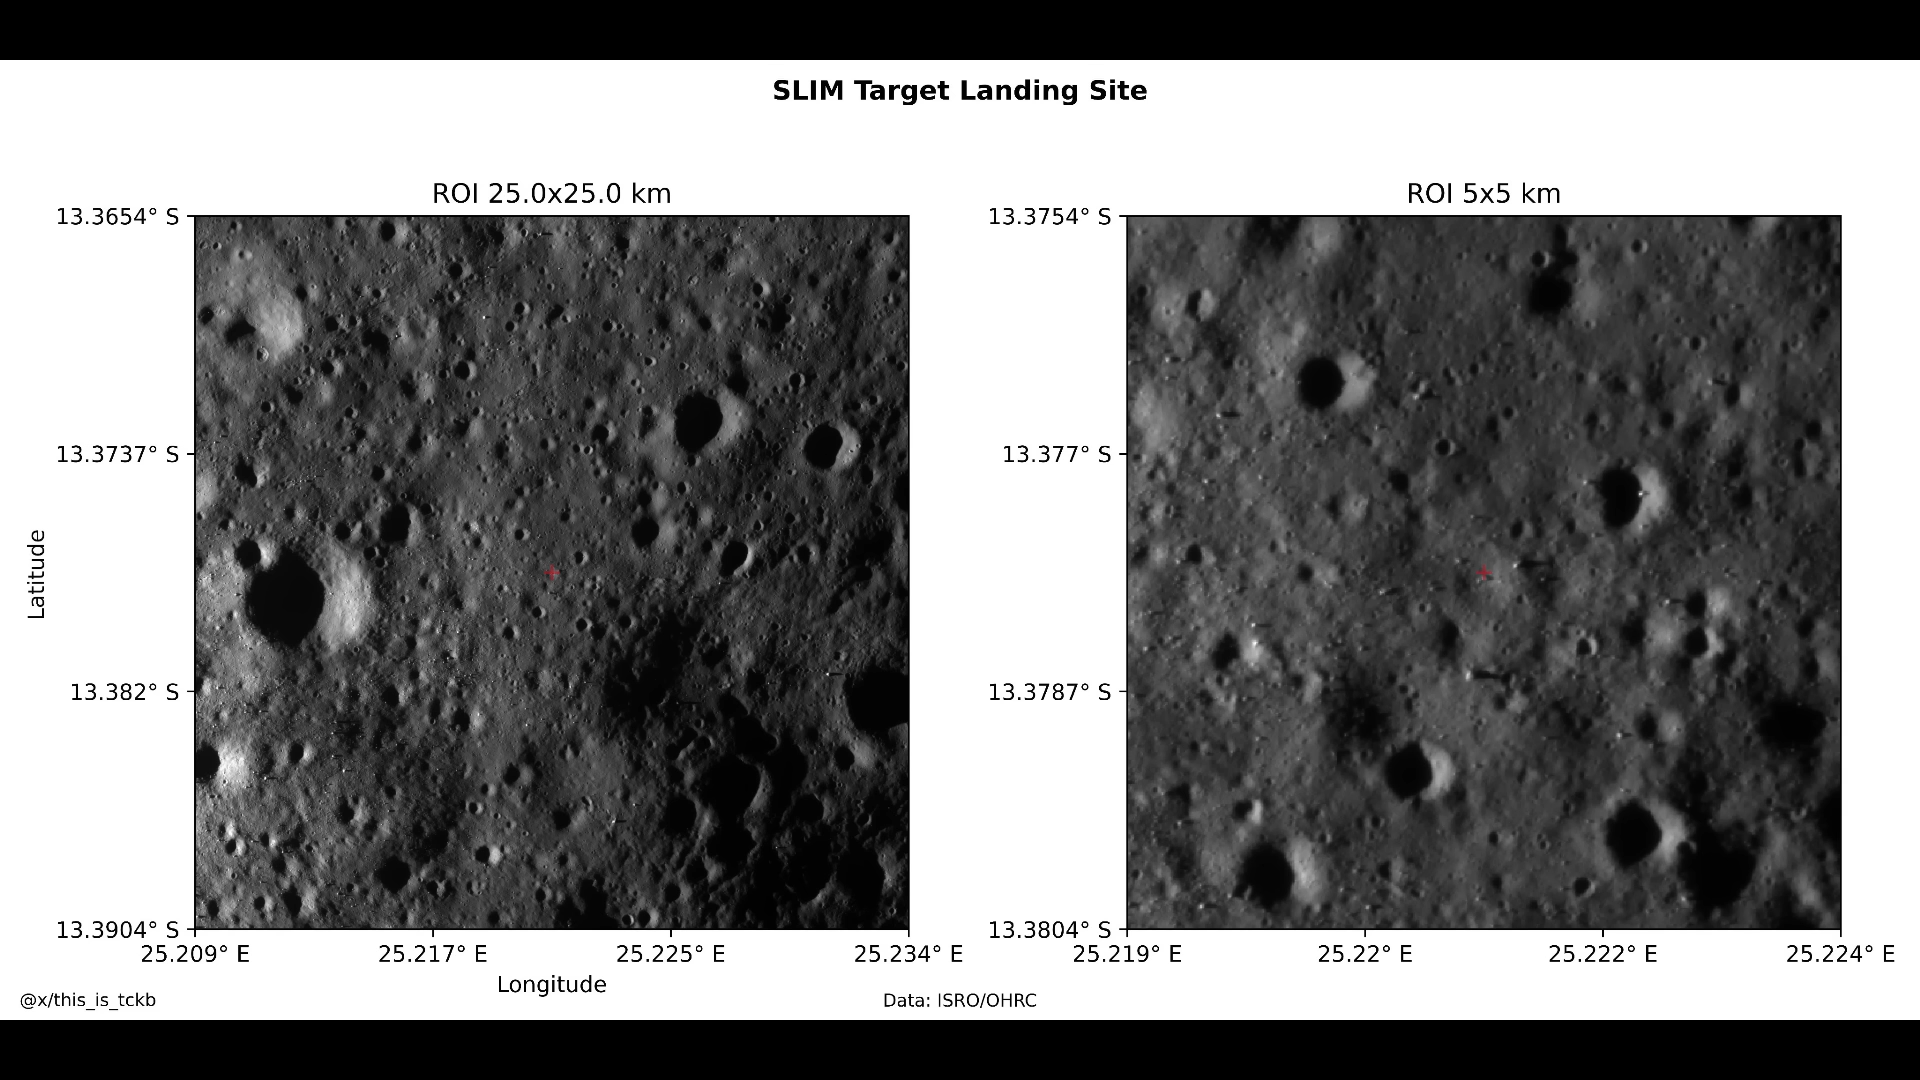 SLIM Target Landing Site
ROI 25.0x25.0 km
13.3654° S
13.3737° S
13.382° S
13.3904° S
Latitude
25.209° E 25.217° E 25.225° E 25.234° E
Longitude
ROI 5x5 km
13.3754° S
13.377° S
13.3787° S
13.3804° S
25.219° E 25.22° E 25.222° E 25.224° E
@x/this_is_tckb
Data: ISRO/OHRC